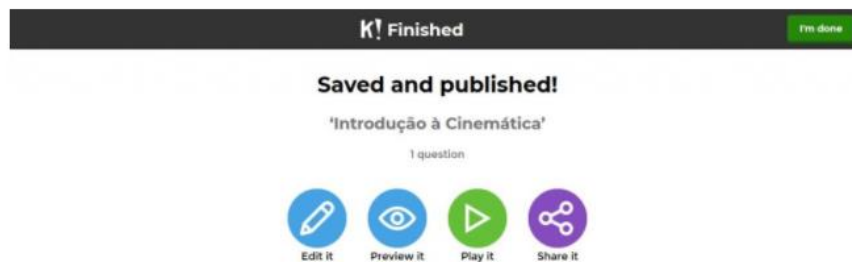 K! Finished
I'm done
Saved and published!
'Introdução à Cinemática'
1 question
Edit it
Preview it
Play it
Share it